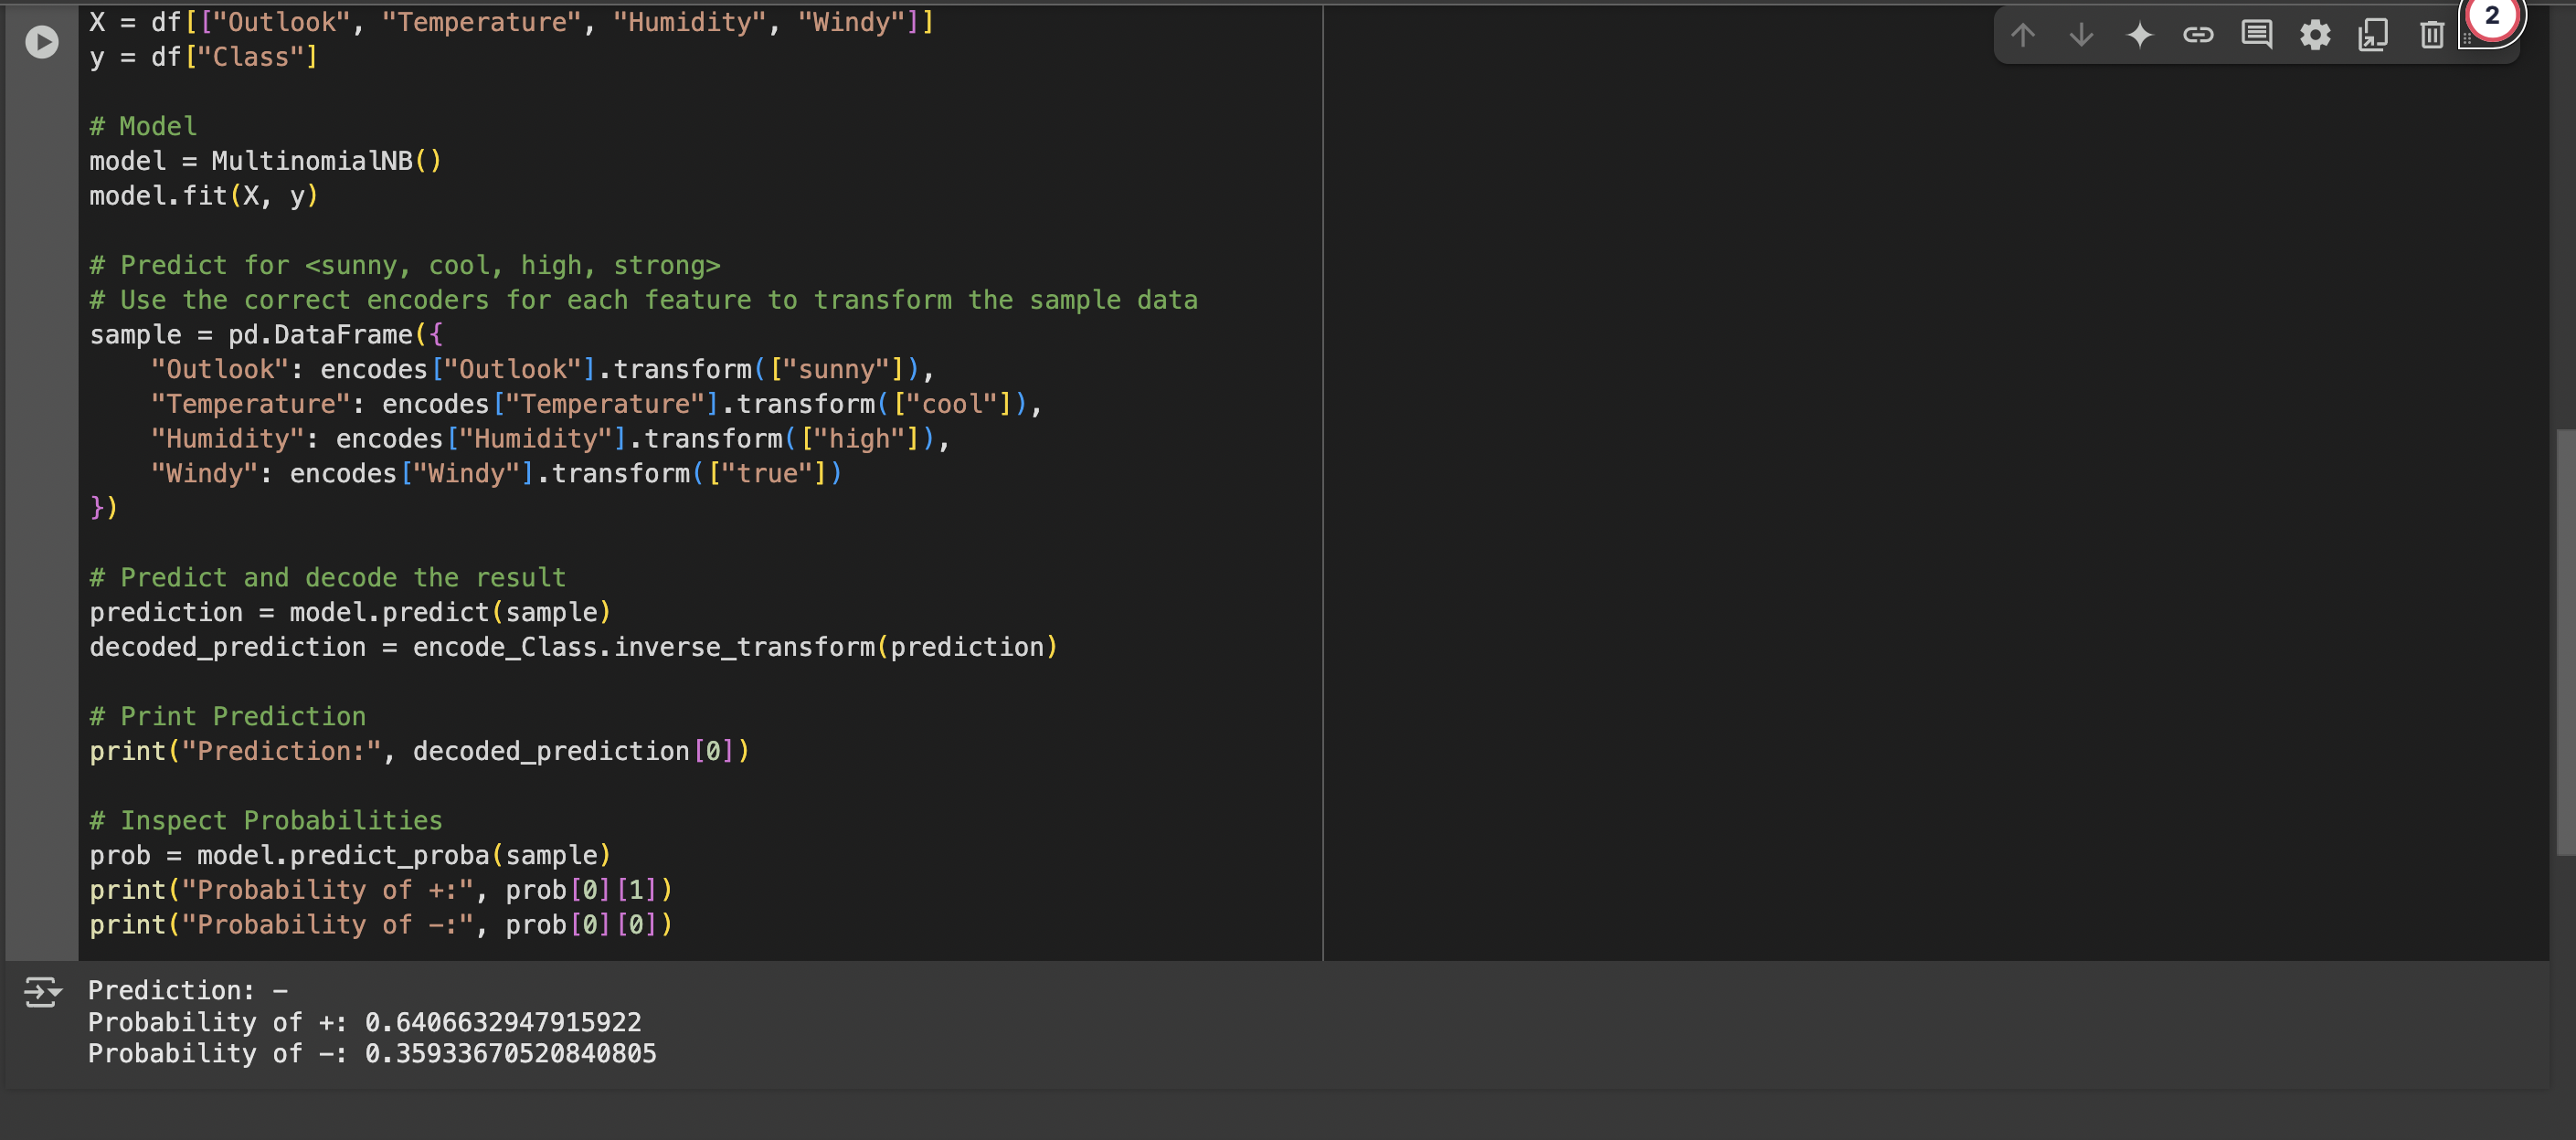 X = df[["Outlook", "Temperature", "Humidity", "Windy"]]
y = df["Class"]

# Model
model = MultinomialNB()
model.fit(X, y)

# Predict for <sunny, cool, high, strong>
# Use the correct encoders for each feature to transform the sample data
sample = pd.DataFrame({
    "Outlook": encodes["Outlook"].transform(["sunny"]),
    "Temperature": encodes["Temperature"].transform(["cool"]),
    "Humidity": encodes["Humidity"].transform(["high"]),
    "Windy": encodes["Windy"].transform(["true"])
})

# Predict and decode the result
prediction = model.predict(sample)
decoded_prediction = encode_Class.inverse_transform(prediction)

# Print Prediction
print("Prediction:", decoded_prediction[0])

# Inspect Probabilities
prob = model.predict_proba(sample)
print("Probability of +:", prob[0][1])
print("Probability of −:", prob[0][0])
2
Prediction: −
Probability of +: 0.6406632947915922
Probability of −: 0.35933670520840805